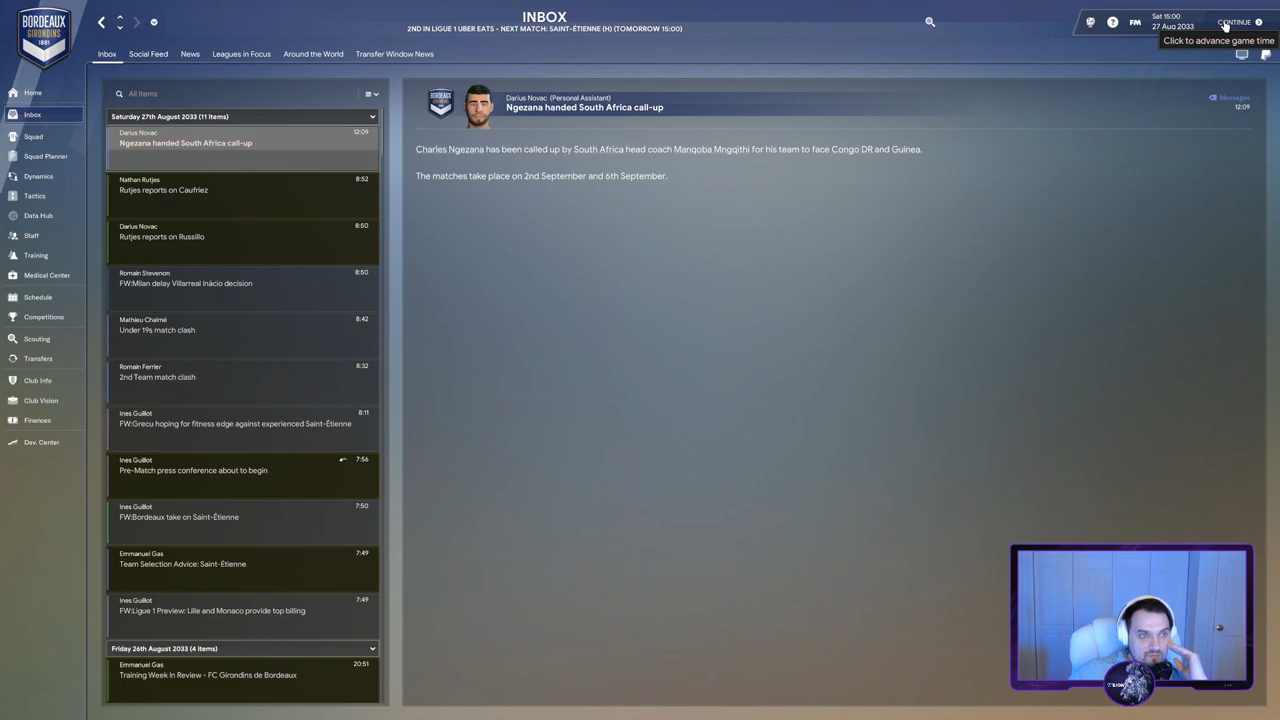 BORDEAUX
GIRONDINS
1881
INBOX
2ND IN LIGUE 1 UBER EATS - NEXT MATCH: SAINT-ÉTIENNE (H) (TOMORROW 15:00)
FM
Sat 15:00
27 Aug 2033
CONTINUE
Click to advance game time
Inbox
Social Feed
News
Leagues in Focus
Around the World
Transfer Window News
Home
Inbox
Squad
Squad Planner
Dynamics
Tactics
Data Hub
Staff
Training
Medical Center
Schedule
Competitions
Scouting
Transfers
Club Info
Club Vision
Finances
Dev. Center
All Items
Saturday 27th August 2033 (11 Items)
Darius Novac 12:09
Ngezana handed South Africa call-up
Nathan Rutjes 8:52
Rutjes reports on Caufriez
Darius Novac 8:50
Rutjes reports on Russillo
Romain Stevenon 8:50
FW:Milan delay Villarreal Inácio decision
Mathieu Chalmé 8:42
Under 19s match clash
Romain Ferrier 8:32
2nd Team match clash
Ines Guillot 8:11
FW:Grecu hoping for fitness edge against experienced Saint-Étienne
Ines Guillot 7:56
Pre-Match press conference about to begin
Ines Guillot 7:50
FW:Bordeaux take on Saint-Étienne
Emmanuel Gas 7:49
Team Selection Advice: Saint-Étienne
Ines Guillot 7:49
FW:Ligue 1 Preview: Lille and Monaco provide top billing
Friday 26th August 2033 (4 items)
Emmanuel Gas 20:51
Training Week In Review - FC Girondins de Bordeaux
Darius Novac (Personal Assistant)
Ngezana handed South Africa call-up
Messages
12:09
Charles Ngezana has been called up by South Africa head coach Manqoba Mngqithi for his team to face Congo DR and Guinea.
The matches take place on 2nd September and 6th September.